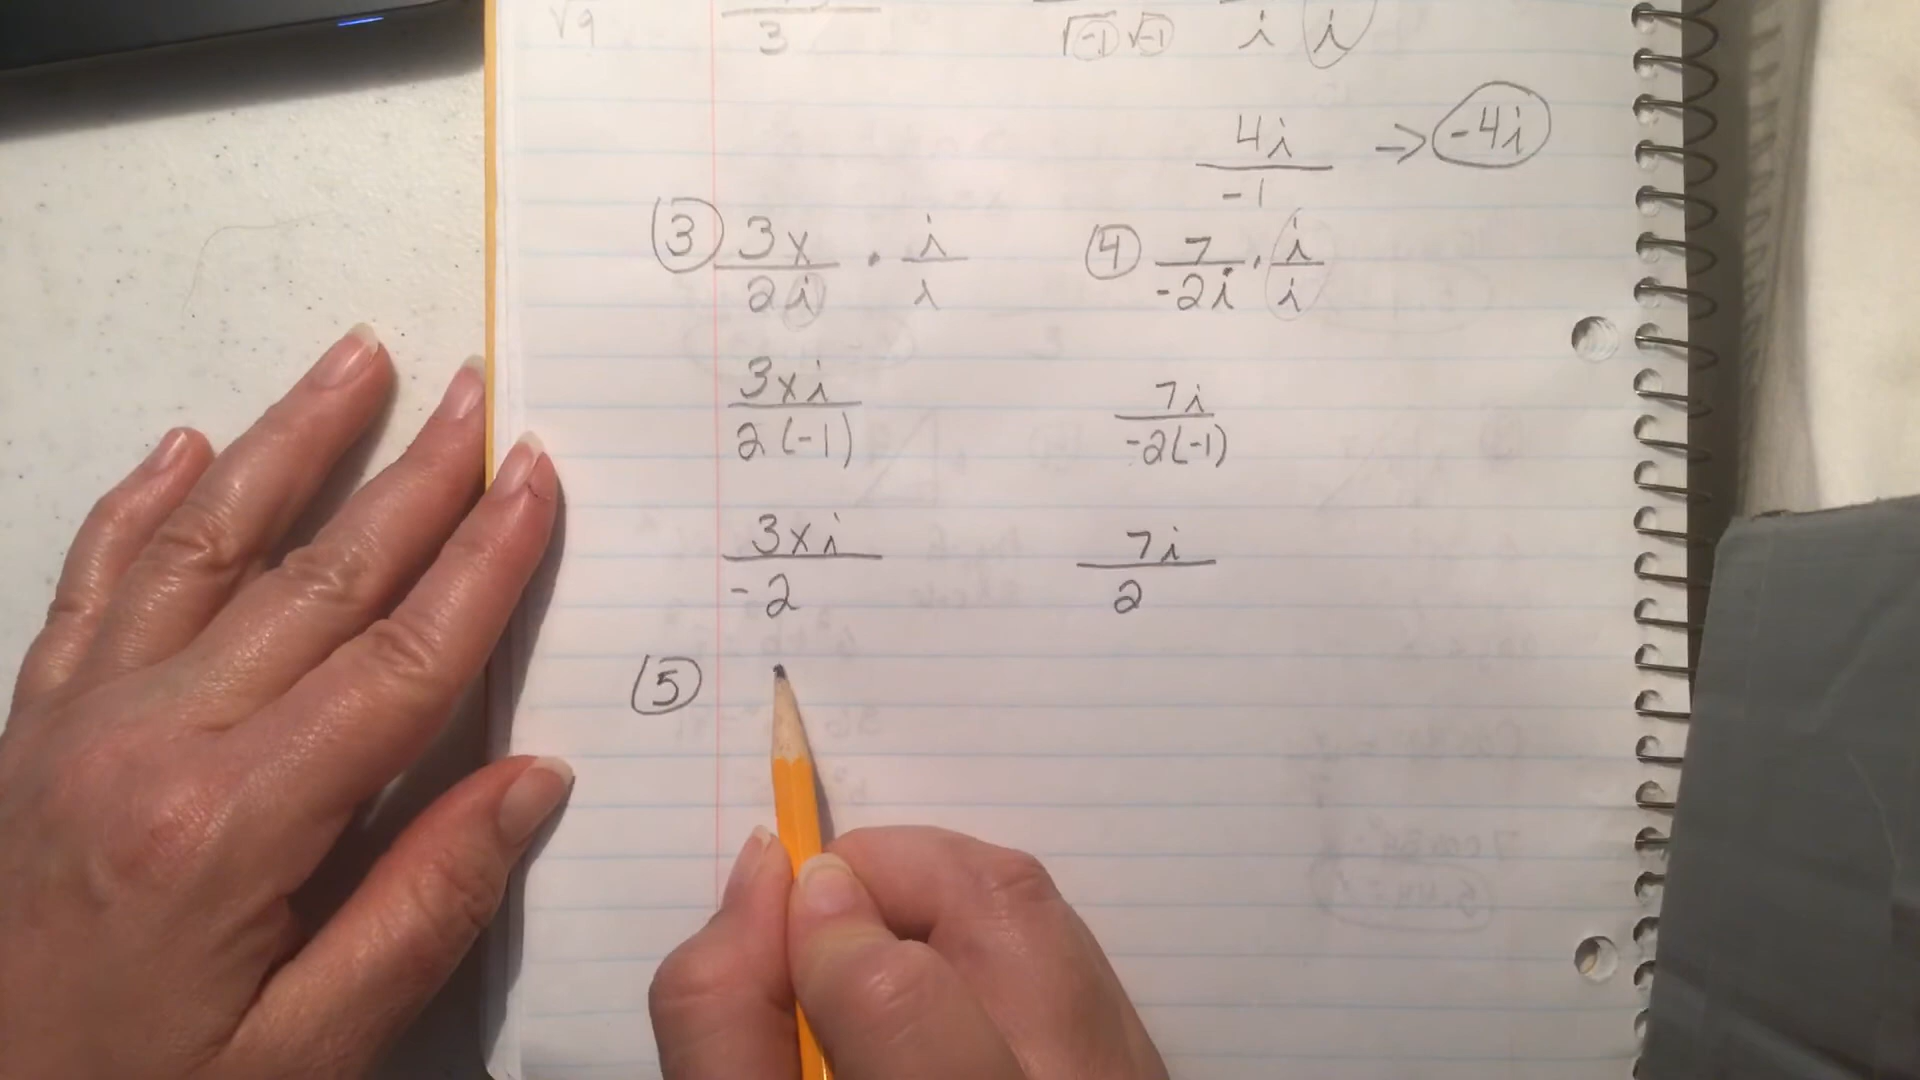 √9
3
√-1 √-1
i i
4i
-1
→ -4i
③ 3x/2i · i/i
3xi/2(-1)
3xi/-2
④ 7/-2i · i/i
7i/-2(-1)
7i/2
⑤